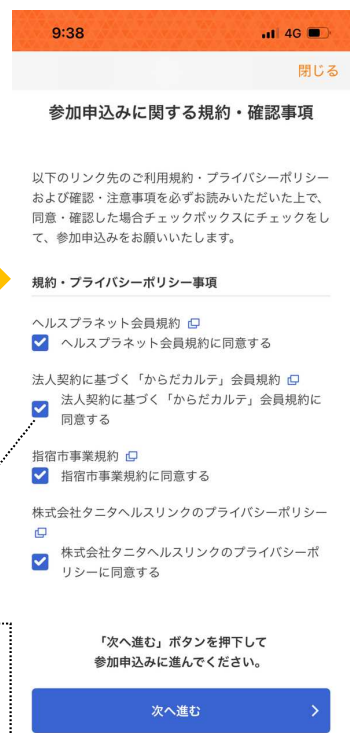 9:38
4G
閉じる
参加申込みに関する規約・確認事項
以下のリンク先のご利用規約・プライバシーポリシー
および確認・注意事項を必ずお読みいただいた上で、
同意・確認した場合チェックボックスにチェックをし
て、参加申込みをお願いいたします。
規約・プライバシーポリシー事項
ヘルスプラネット会員規約
ヘルスプラネット会員規約に同意する
法人契約に基づく「からだカルテ」会員規約
法人契約に基づく「からだカルテ」会員規約に
同意する
指宿市事業規約
指宿市事業規約に同意する
株式会社タニタヘルスリンクのプライバシーポリシー
株式会社タニタヘルスリンクのプライバシーポ
リシーに同意する
「次へ進む」ボタンを押下して
参加申込みに進んでください。
次へ進む